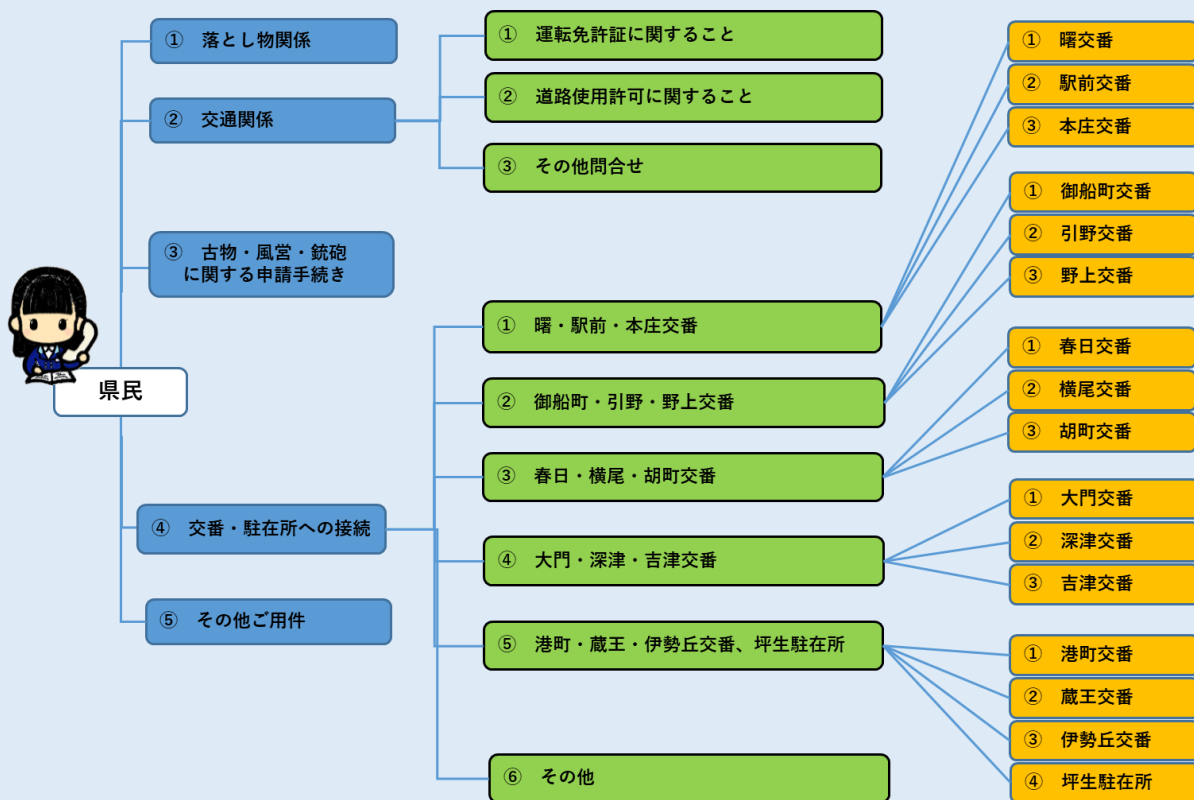 県民
① 落とし物関係
② 交通関係
③ 古物・風営・銃砲
に関する申請手続き
④ 交番・駐在所への接続
⑤ その他ご用件
① 運転免許証に関すること
② 道路使用許可に関すること
③ その他問合せ
① 曙・駅前・本庄交番
② 御船町・引野・野上交番
③ 春日・横尾・胡町交番
④ 大門・深津・吉津交番
⑤ 港町・蔵王・伊勢丘交番、坪生駐在所
⑥ その他
① 曙交番
② 駅前交番
③ 本庄交番
① 御船町交番
② 引野交番
③ 野上交番
① 春日交番
② 横尾交番
③ 胡町交番
① 大門交番
② 深津交番
③ 吉津交番
① 港町交番
② 蔵王交番
③ 伊勢丘交番
④ 坪生駐在所